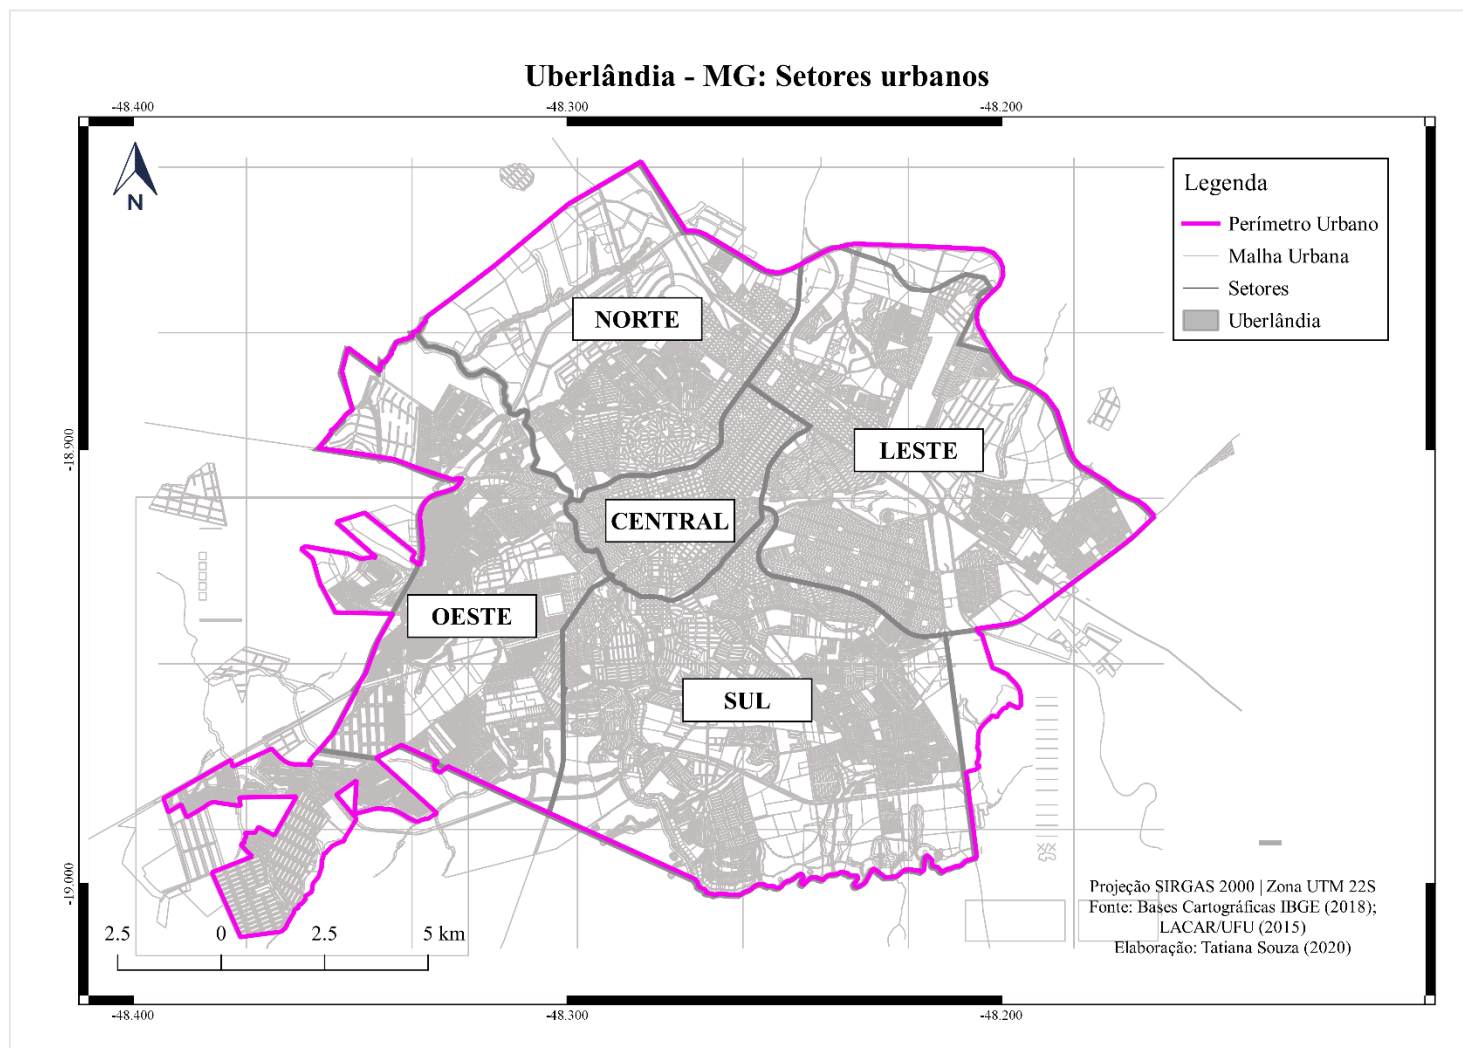 Uberlândia - MG: Setores urbanos
-48.400
-48.300
-48.200
N
Legenda
Perímetro Urbano
Malha Urbana
Setores
Uberlândia
NORTE
-18.900
LESTE
CENTRAL
OESTE
SUL
-19.000
Projeção SIRGAS 2000 | Zona UTM 22S
Fonte: Bases Cartográficas IBGE (2018);
LACAR/UFU (2015)
Elaboração: Tatiana Souza (2020)
2.5 0 2.5 5 km
-48.400
-48.300
-48.200